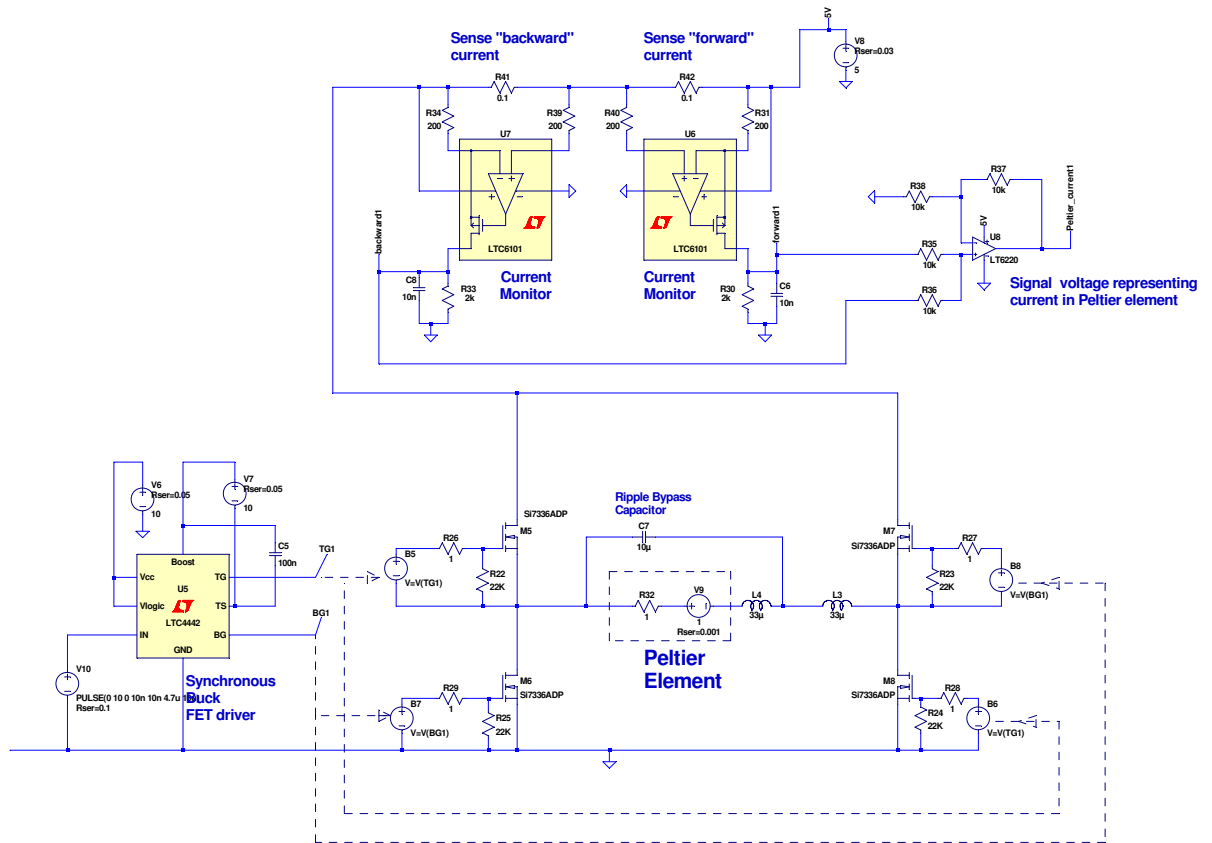 5V
V8
Rser=0.03
5
Sense "backward"
current
Sense "forward"
current
R41
0.1
R42
0.1
R34
200
R39
200
R40
200
R31
200
U7
U6
LTC6101
LTC6101
backward1
forward1
C8
10n
R33
2k
Current
Monitor
Current
Monitor
R30
2k
C6
10n
R38
10k
R37
10k
Peltier_current1
5V
U8
LT6220
R35
10k
R36
10k
Signal voltage representing
current in Peltier element
V6
Rser=0.05
10
V7
Rser=0.05
10
C5
100n
TG1
BG1
Boost
Vcc
TG
U5
Vlogic
TS
LTC4442
IN
BG
GND
V10
PULSE(0 10 0 10n 10n 4.7u
Rser=0.1
Synchronous
Buck
FET driver
Si7336ADP
M5
R26
1
B5
V=V(TG1)
R22
22K
Ripple Bypass
Capacitor
C7
10µ
R32
1
V9
1
Rser=0.001
L4
33µ
L3
33µ
Peltier
Element
M7
Si7336ADP
R27
1
R23
22K
B8
V=V(BG1)
M6
Si7336ADP
R29
1
B7
V=V(BG1)
R25
22K
M8
Si7336ADP
R28
1
R24
22K
B6
V=V(TG1)